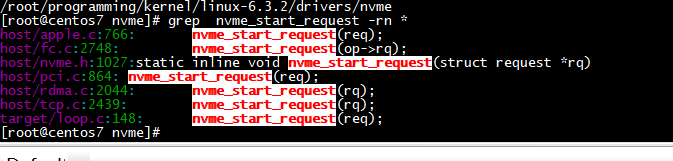 /root/programming/kernel/linux-6.3.2/drivers/nvme
[root@centos7 nvme]# grep  nvme_start_request -rn *
host/apple.c:766:        nvme_start_request(req);
host/fc.c:2748:          nvme_start_request(op->rq);
host/nvme.h:1027:static inline void nvme_start_request(struct request *rq)
host/pci.c:864: nvme_start_request(req);
host/rdma.c:2044:        nvme_start_request(rq);
host/tcp.c:2439:         nvme_start_request(rq);
target/loop.c:148:       nvme_start_request(req);
[root@centos7 nvme]#